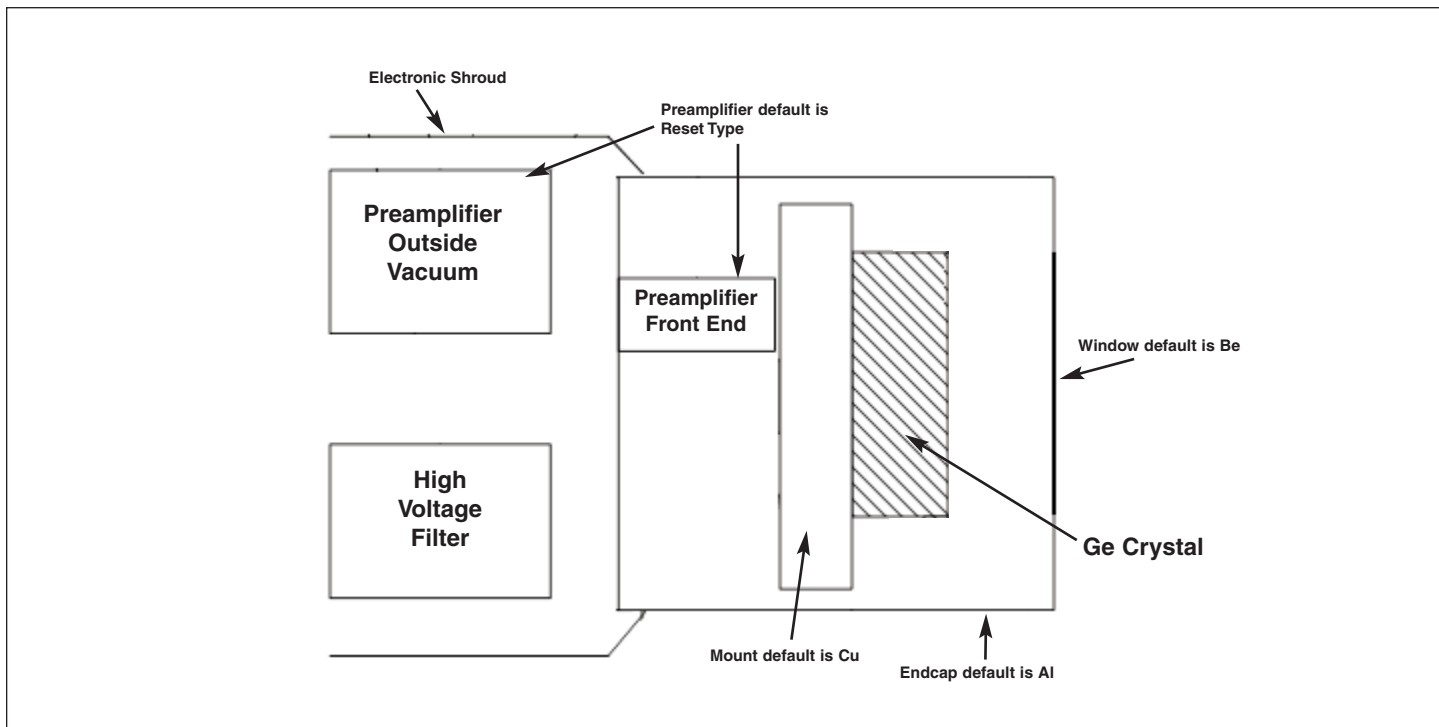 Electronic Shroud
Preamplifier default is
Reset Type
Preamplifier
Outside
Vacuum
Preamplifier
Front End
Window default is Be
High
Voltage
Filter
Ge Crystal
Mount default is Cu
Endcap default is Al